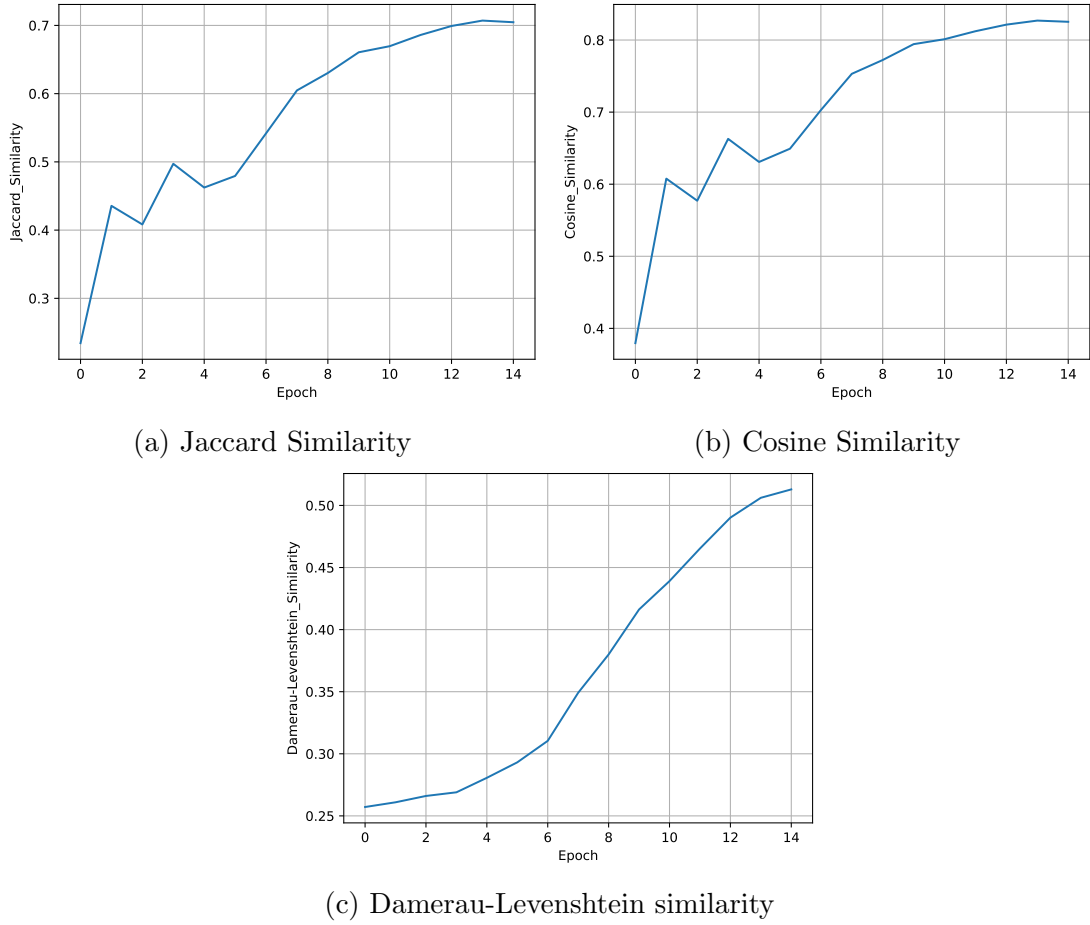 0.7
0.6
0.5
0.4
0.3
Jaccard_Similarity
0 2 4 6 8 10 12 14
Epoch
(a) Jaccard Similarity
0.8
0.7
0.6
0.5
0.4
Cosine_Similarity
0 2 4 6 8 10 12 14
Epoch
(b) Cosine Similarity
0.50
0.45
0.40
0.35
0.30
0.25
Damerau-Levenshtein_Similarity
0 2 4 6 8 10 12 14
Epoch
(c) Damerau-Levenshtein similarity